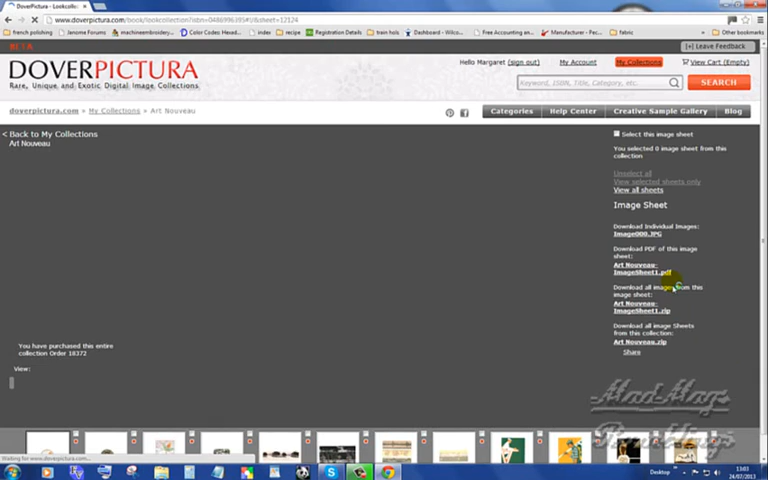 DoverPictura - Lookcollecti
www.doverpictura.com/book/lookcollection?isbn=0486996395#U&sheet=12124
french polishing
Janome Forums
machineembroidery...
Color Codes: Hexad...
index
recipe
Registration Details
train hols
Dashboard - Wilco...
Free Accounting an...
Manufacturer - Pec...
fabric
Other bookmarks
BETA
[+] Leave Feedback
Hello Margaret (sign out)
My Account
My Collections
View Cart (Empty)
DOVERPICTURA
Rare, Unique and Exotic Digital Image Collections
Keyword, ISBN, Title, Category, etc.
SEARCH
doverpictura.com » My Collections » Art Nouveau
Categories
Help Center
Creative Sample Gallery
Blog
< Back to My Collections
Art Nouveau
Select this image sheet
You selected 0 image sheet from this
collection
Unselect all
View selected sheets only
View all sheets
Image Sheet
Download Individual Images:
Image000.JPG
Download PDF of this image
sheet:
Art Nouveau-
ImageSheet1.pdf
Download all images from this
image sheet:
Art Nouveau-
ImageSheet1.zip
Download all image Sheets
from this collection:
Art Nouveau.zip
Share
You have purchased this entire
collection Order 18372
View:
MadMags
Ramblings
Waiting for www.doverpictura.com...
Desktop
13:03
24/07/2013